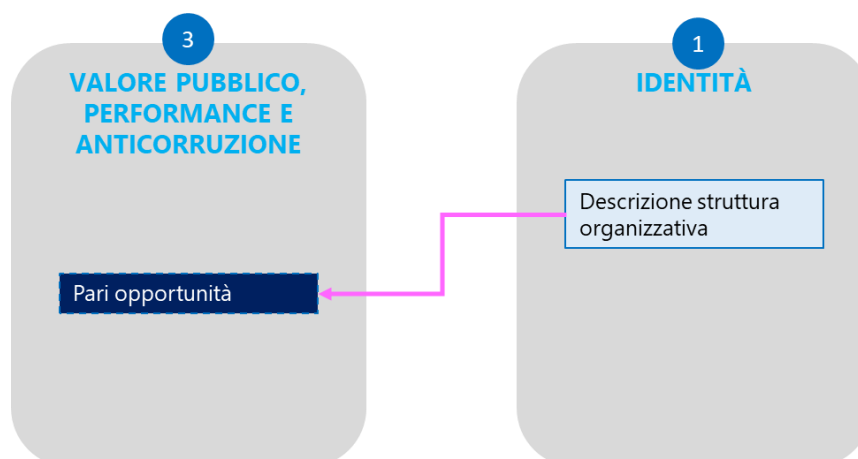 3
VALORE PUBBLICO,
PERFORMANCE E
ANTICORRUZIONE
Pari opportunità
1
IDENTITÀ
Descrizione struttura
organizzativa